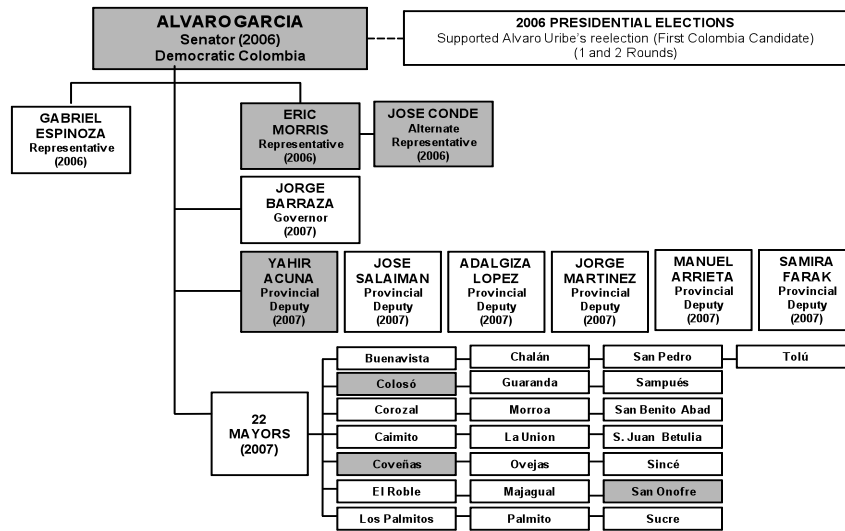 ALVARO GARCIA
Senator (2006)
Democratic Colombia
2006 PRESIDENTIAL ELECTIONS
Supported Alvaro Uribe's reelection (First Colombia Candidate)
(1 and 2 Rounds)
GABRIEL
ESPINOZA
Representative
(2006)
ERIC
MORRIS
Representative
(2006)
JOSE CONDE
Alternate
Representative
(2006)
JORGE
BARRAZA
Governor
(2007)
YAHIR
ACUNA
Provincial
Deputy
(2007)
JOSE
SALAIMAN
Provincial
Deputy
(2007)
ADALGIZA
LOPEZ
Provincial
Deputy
(2007)
JORGE
MARTINEZ
Provincial
Deputy
(2007)
MANUEL
ARRIETA
Provincial
Deputy
(2007)
SAMIRA
FARAK
Provincial
Deputy
(2007)
22
MAYORS
(2007)
Buenavista
Chalán
San Pedro
Tolú
Colosó
Guaranda
Sampués
Corozal
Morroa
San Benito Abad
Caimito
La Union
S. Juan Betulia
Coveñas
Ovejas
Sincé
El Roble
Majagual
San Onofre
Los Palmitos
Palmito
Sucre